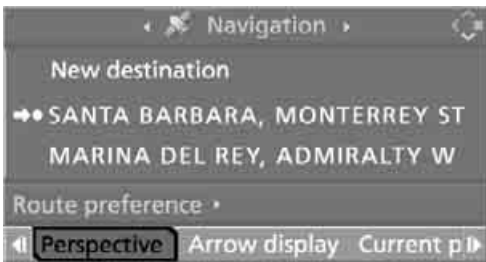 Navigation
New destination
SANTA BARBARA, MONTERREY ST
MARINA DEL REY, ADMIRALTY W
Route preference
Perspective Arrow display Current p